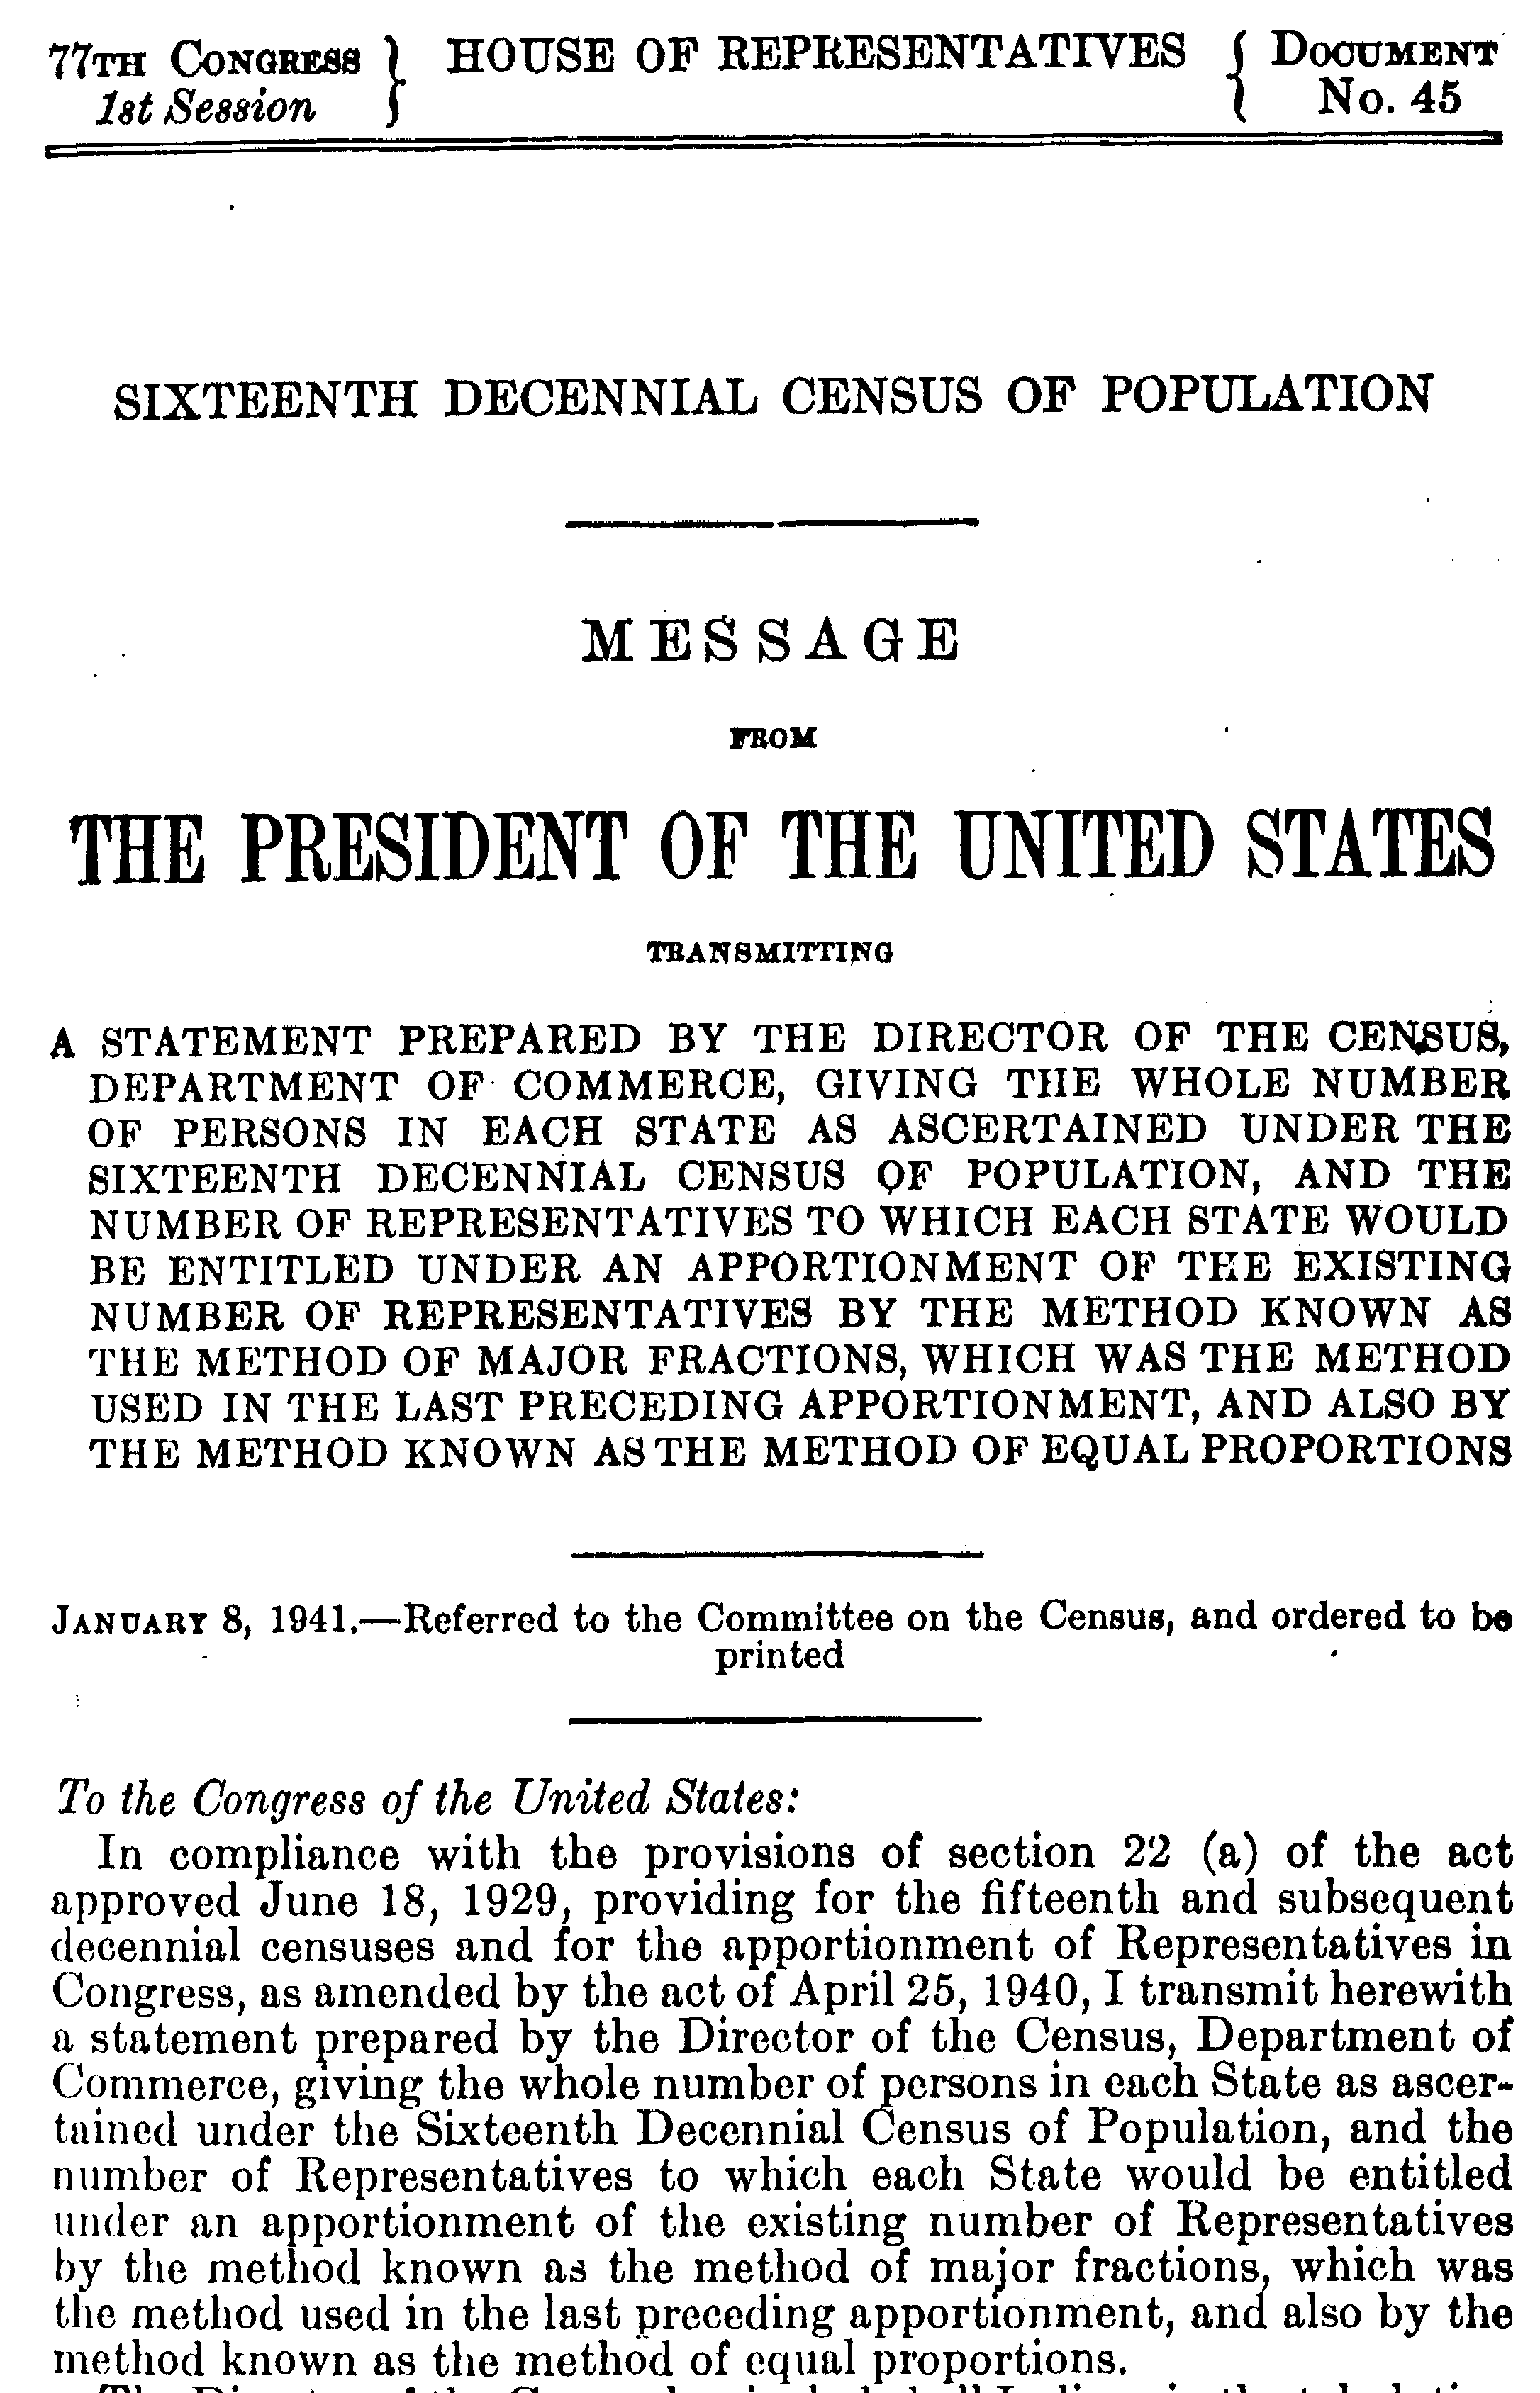 77TH CONGRESS } HOUSE OF REPRESENTATIVES { DOCUMENT
1st Session No. 45
SIXTEENTH DECENNIAL CENSUS OF POPULATION
MESSAGE
FROM
THE PRESIDENT OF THE UNITED STATES
TRANSMITTING
A STATEMENT PREPARED BY THE DIRECTOR OF THE CENSUS,
DEPARTMENT OF COMMERCE, GIVING THE WHOLE NUMBER
OF PERSONS IN EACH STATE AS ASCERTAINED UNDER THE
SIXTEENTH DECENNIAL CENSUS OF POPULATION, AND THE
NUMBER OF REPRESENTATIVES TO WHICH EACH STATE WOULD
BE ENTITLED UNDER AN APPORTIONMENT OF THE EXISTING
NUMBER OF REPRESENTATIVES BY THE METHOD KNOWN AS
THE METHOD OF MAJOR FRACTIONS, WHICH WAS THE METHOD
USED IN THE LAST PRECEDING APPORTIONMENT, AND ALSO BY
THE METHOD KNOWN AS THE METHOD OF EQUAL PROPORTIONS
JANUARY 8, 1941.—Referred to the Committee on the Census, and ordered to be
printed
To the Congress of the United States:
In compliance with the provisions of section 22 (a) of the act
approved June 18, 1929, providing for the fifteenth and subsequent
decennial censuses and for the apportionment of Representatives in
Congress, as amended by the act of April 25, 1940, I transmit herewith
a statement prepared by the Director of the Census, Department of
Commerce, giving the whole number of persons in each State as ascer-
tained under the Sixteenth Decennial Census of Population, and the
number of Representatives to which each State would be entitled
under an apportionment of the existing number of Representatives
by the method known as the method of major fractions, which was
the method used in the last preceding apportionment, and also by the
method known as the method of equal proportions.